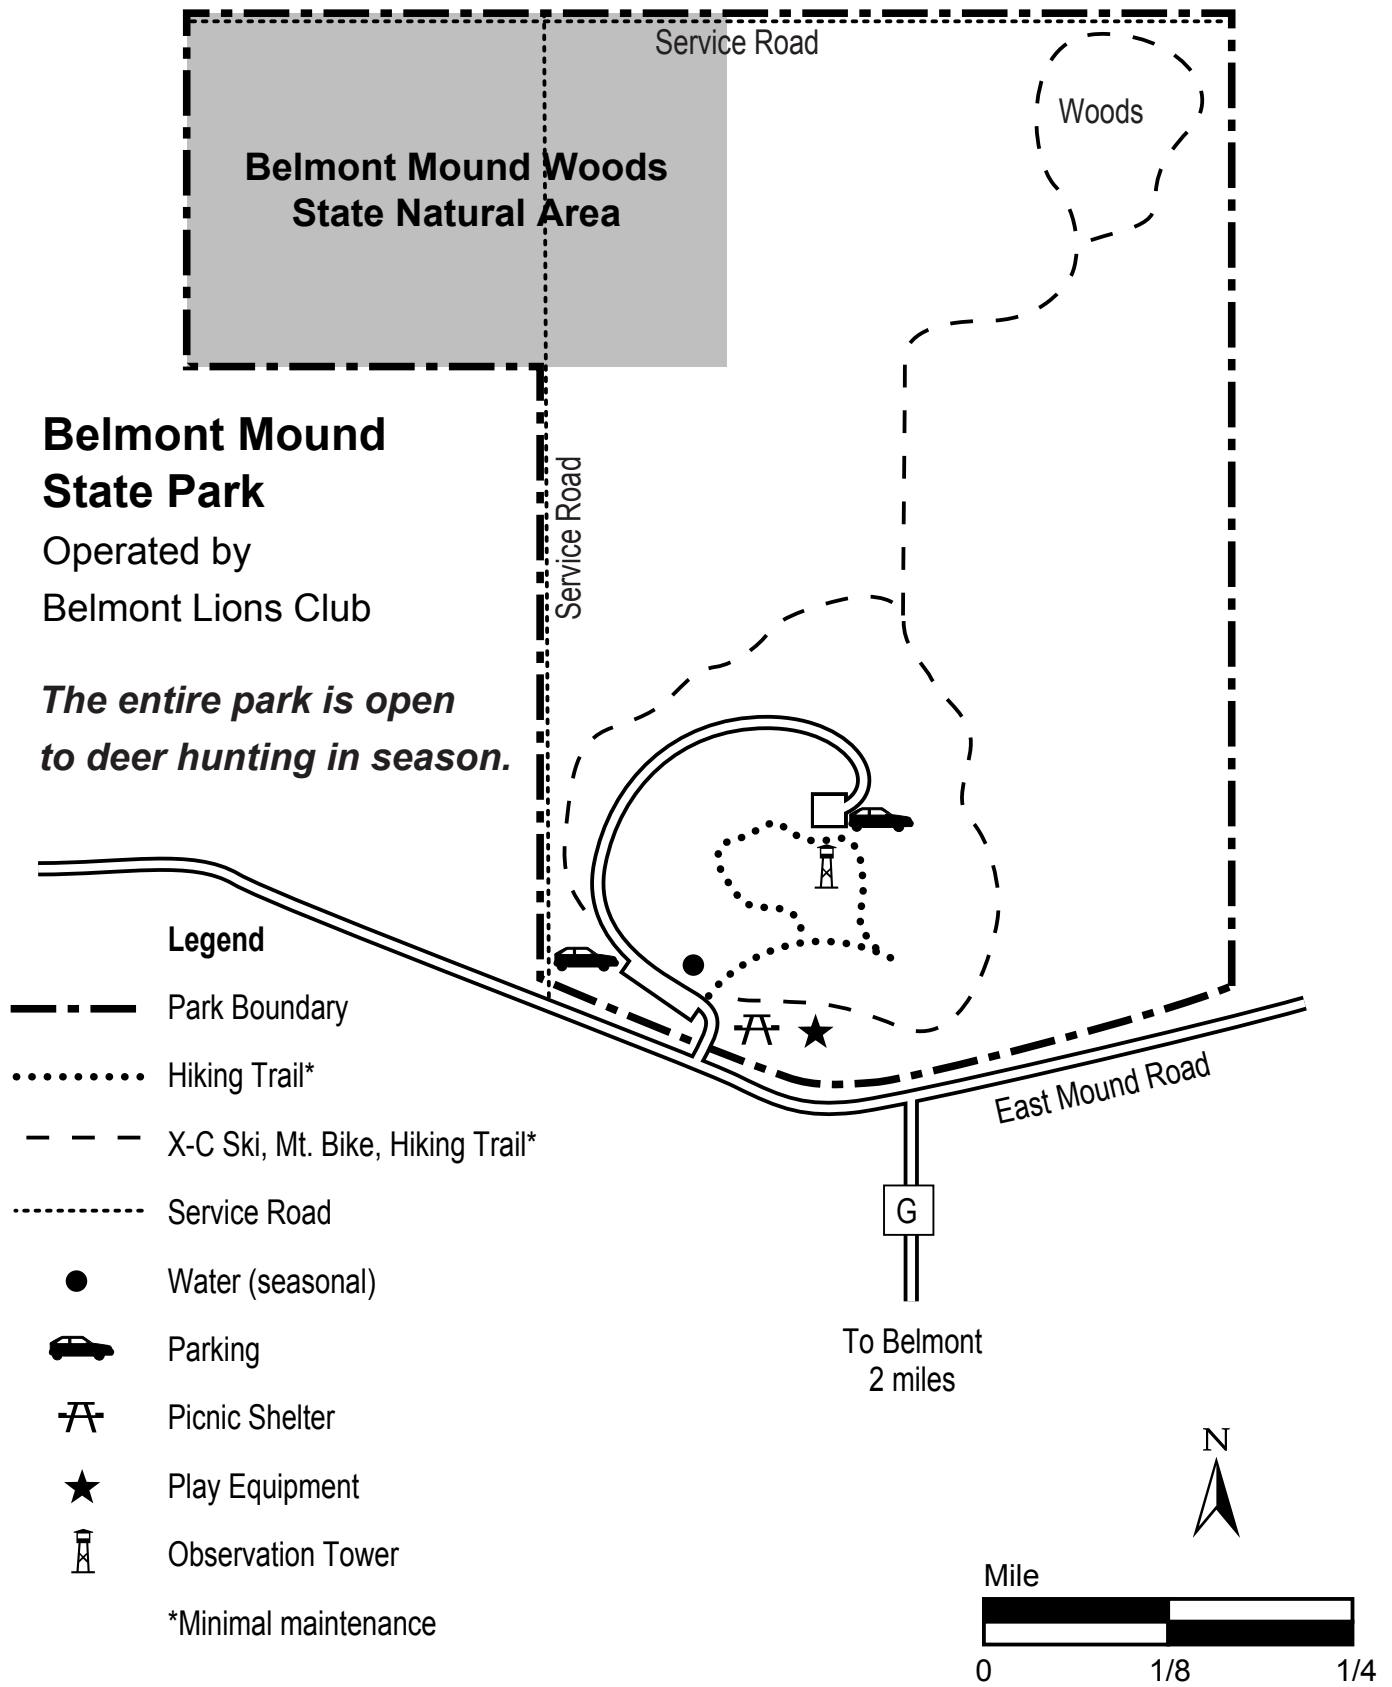 Service Road
Woods
Belmont Mound Woods
State Natural Area
Belmont Mound
State Park
Operated by
Belmont Lions Club
Service Road
The entire park is open
to deer hunting in season.
Legend
Park Boundary
Hiking Trail*
X-C Ski, Mt. Bike, Hiking Trail*
Service Road
Water (seasonal)
Parking
Picnic Shelter
Play Equipment
Observation Tower
*Minimal maintenance
East Mound Road
G
To Belmont
2 miles
N
Mile
0 1/8 1/4